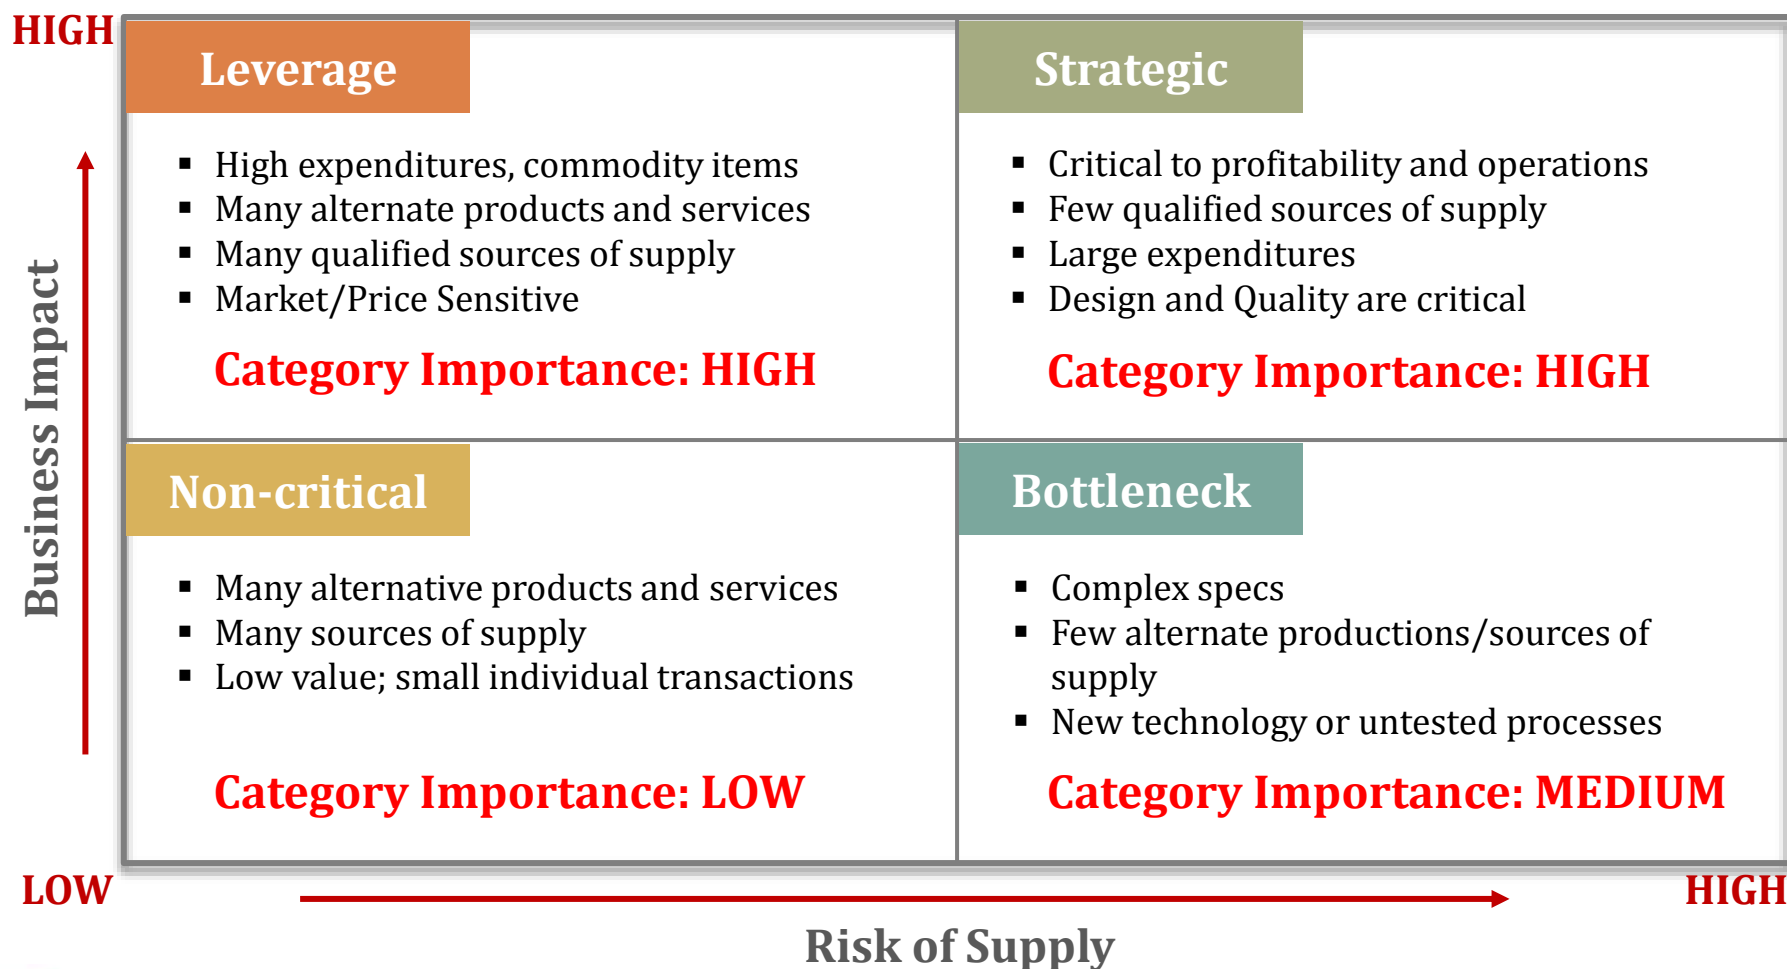 HIGH
Leverage
▪ High expenditures, commodity items
▪ Many alternate products and services
▪ Many qualified sources of supply
▪ Market/Price Sensitive
Category Importance: HIGH
Strategic
▪ Critical to profitability and operations
▪ Few qualified sources of supply
▪ Large expenditures
▪ Design and Quality are critical
Category Importance: HIGH
Business Impact
Non-critical
▪ Many alternative products and services
▪ Many sources of supply
▪ Low value; small individual transactions
Category Importance: LOW
Bottleneck
▪ Complex specs
▪ Few alternate productions/sources of
supply
▪ New technology or untested processes
Category Importance: MEDIUM
LOW
HIGH
Risk of Supply